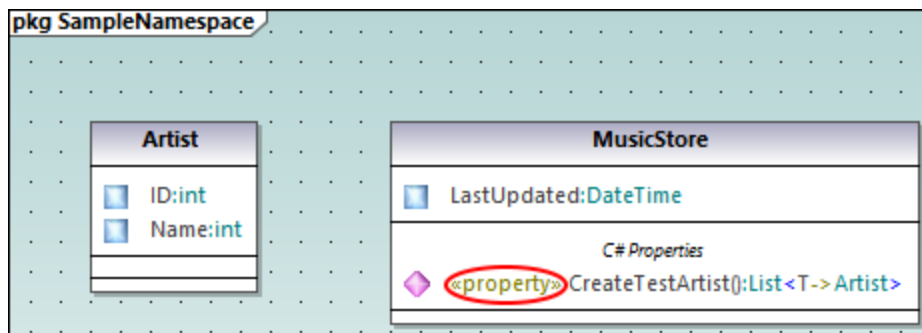 pkg SampleNamespace
Artist
ID:int
Name:int
MusicStore
LastUpdated:DateTime
C# Properties
«property»CreateTestArtist():List<T->Artist>